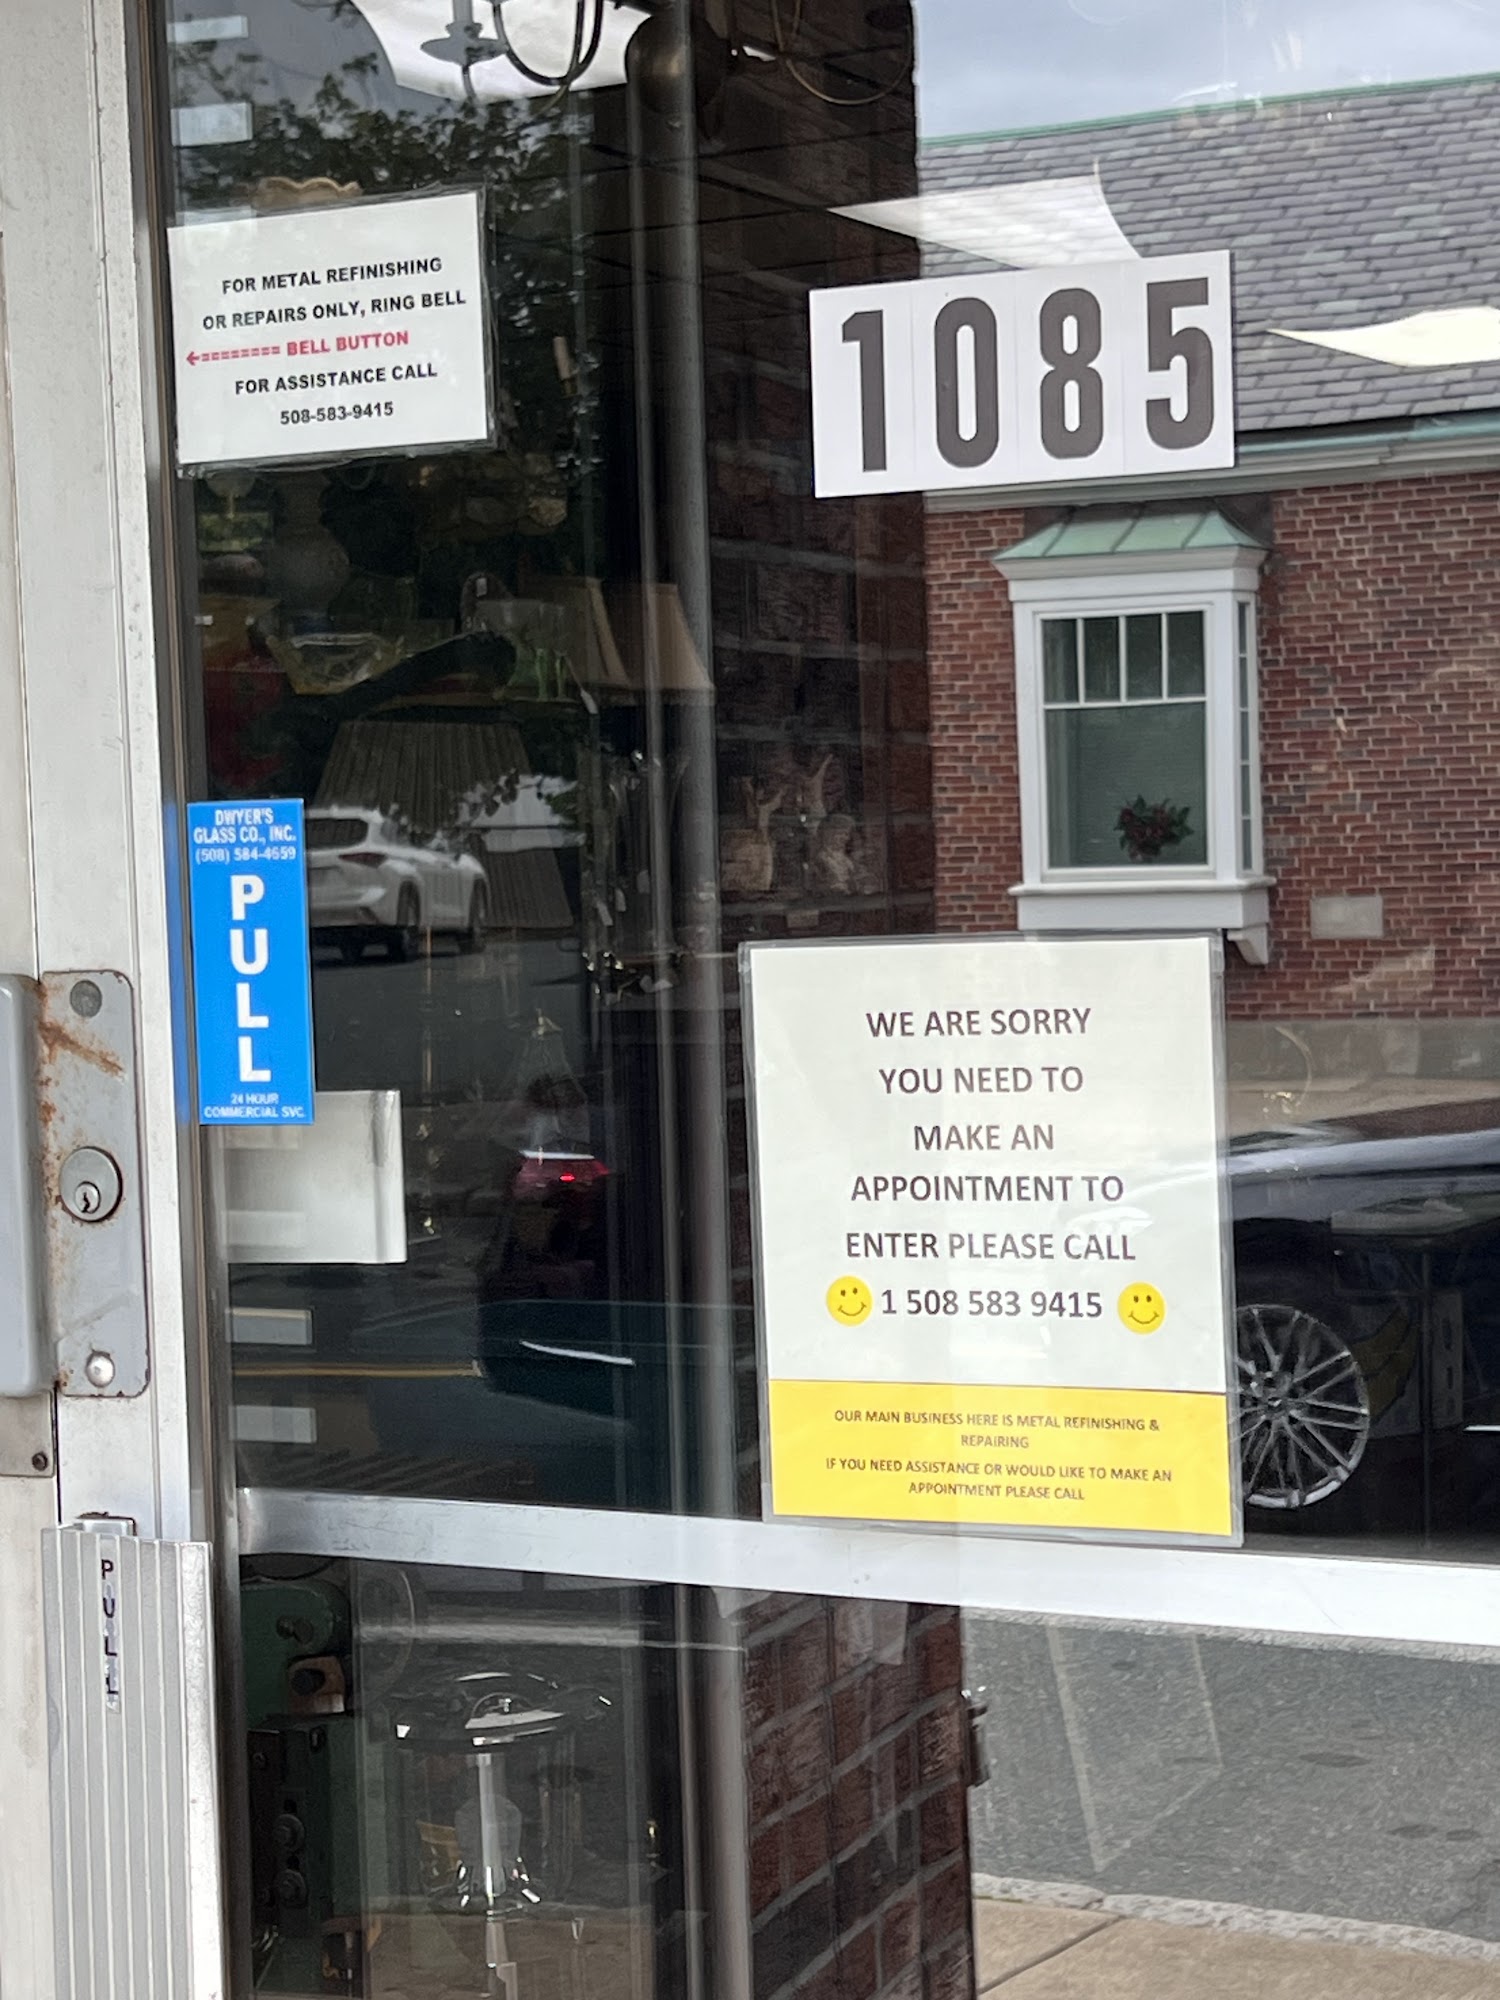 FOR METAL REFINISHING
OR REPAIRS ONLY, RING BELL
←======== BELL BUTTON
FOR ASSISTANCE CALL
508-583-9415
1085
DWYER'S
GLASS CO., INC.
(508) 584-4659
PULL
24 HOUR
COMMERCIAL SVC.
WE ARE SORRY
YOU NEED TO
MAKE AN
APPOINTMENT TO
ENTER PLEASE CALL
1 508 583 9415
OUR MAIN BUSINESS HERE IS METAL REFINISHING &
REPAIRING
IF YOU NEED ASSISTANCE OR WOULD LIKE TO MAKE AN
APPOINTMENT PLEASE CALL
PULL